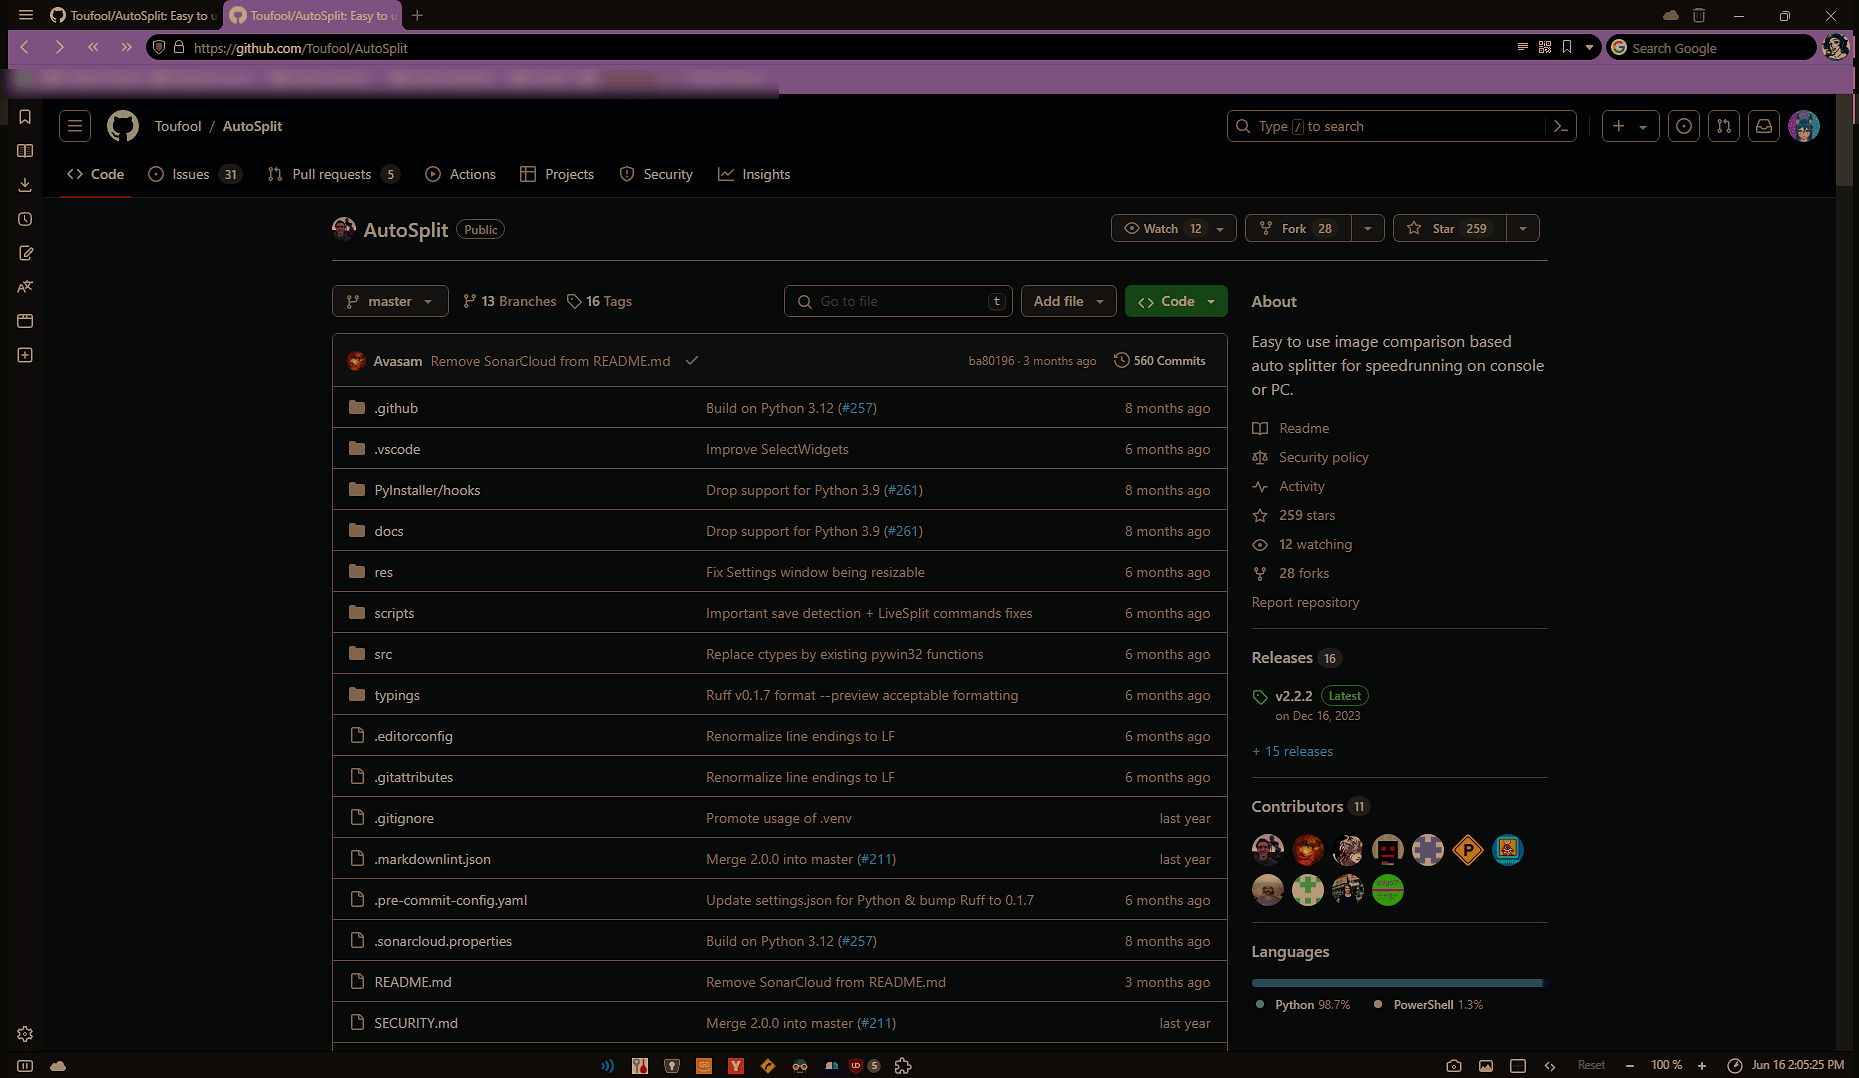 Toufool/AutoSplit: Easy to u
Toufool/AutoSplit: Easy to u
https://github.com/Toufool/AutoSplit
Search Google
Toufool / AutoSplit
Type / to search
Code
Issues 31
Pull requests 5
Actions
Projects
Security
Insights
AutoSplit Public
Watch 12
Fork 28
Star 259
master
13 Branches
16 Tags
Go to file t
Add file
Code
Avasam Remove SonarCloud from README.md
ba80196 · 3 months ago
560 Commits
.github Build on Python 3.12 (#257) 8 months ago
.vscode Improve SelectWidgets 6 months ago
PyInstaller/hooks Drop support for Python 3.9 (#261) 8 months ago
docs Drop support for Python 3.9 (#261) 8 months ago
res Fix Settings window being resizable 6 months ago
scripts Important save detection + LiveSplit commands fixes 6 months ago
src Replace ctypes by existing pywin32 functions 6 months ago
typings Ruff v0.1.7 format --preview acceptable formatting 6 months ago
.editorconfig Renormalize line endings to LF 6 months ago
.gitattributes Renormalize line endings to LF 6 months ago
.gitignore Promote usage of .venv last year
.markdownlint.json Merge 2.0.0 into master (#211) last year
.pre-commit-config.yaml Update settings.json for Python & bump Ruff to 0.1.7 6 months ago
.sonarcloud.properties Build on Python 3.12 (#257) 8 months ago
README.md Remove SonarCloud from README.md 3 months ago
SECURITY.md Merge 2.0.0 into master (#211) last year
About
Easy to use image comparison based
auto splitter for speedrunning on console
or PC.
Readme
Security policy
Activity
259 stars
12 watching
28 forks
Report repository
Releases 16
v2.2.2 Latest
on Dec 16, 2023
+ 15 releases
Contributors 11
Languages
Python 98.7% PowerShell 1.3%
5
Reset
100 %
Jun 16 2:05:25 PM